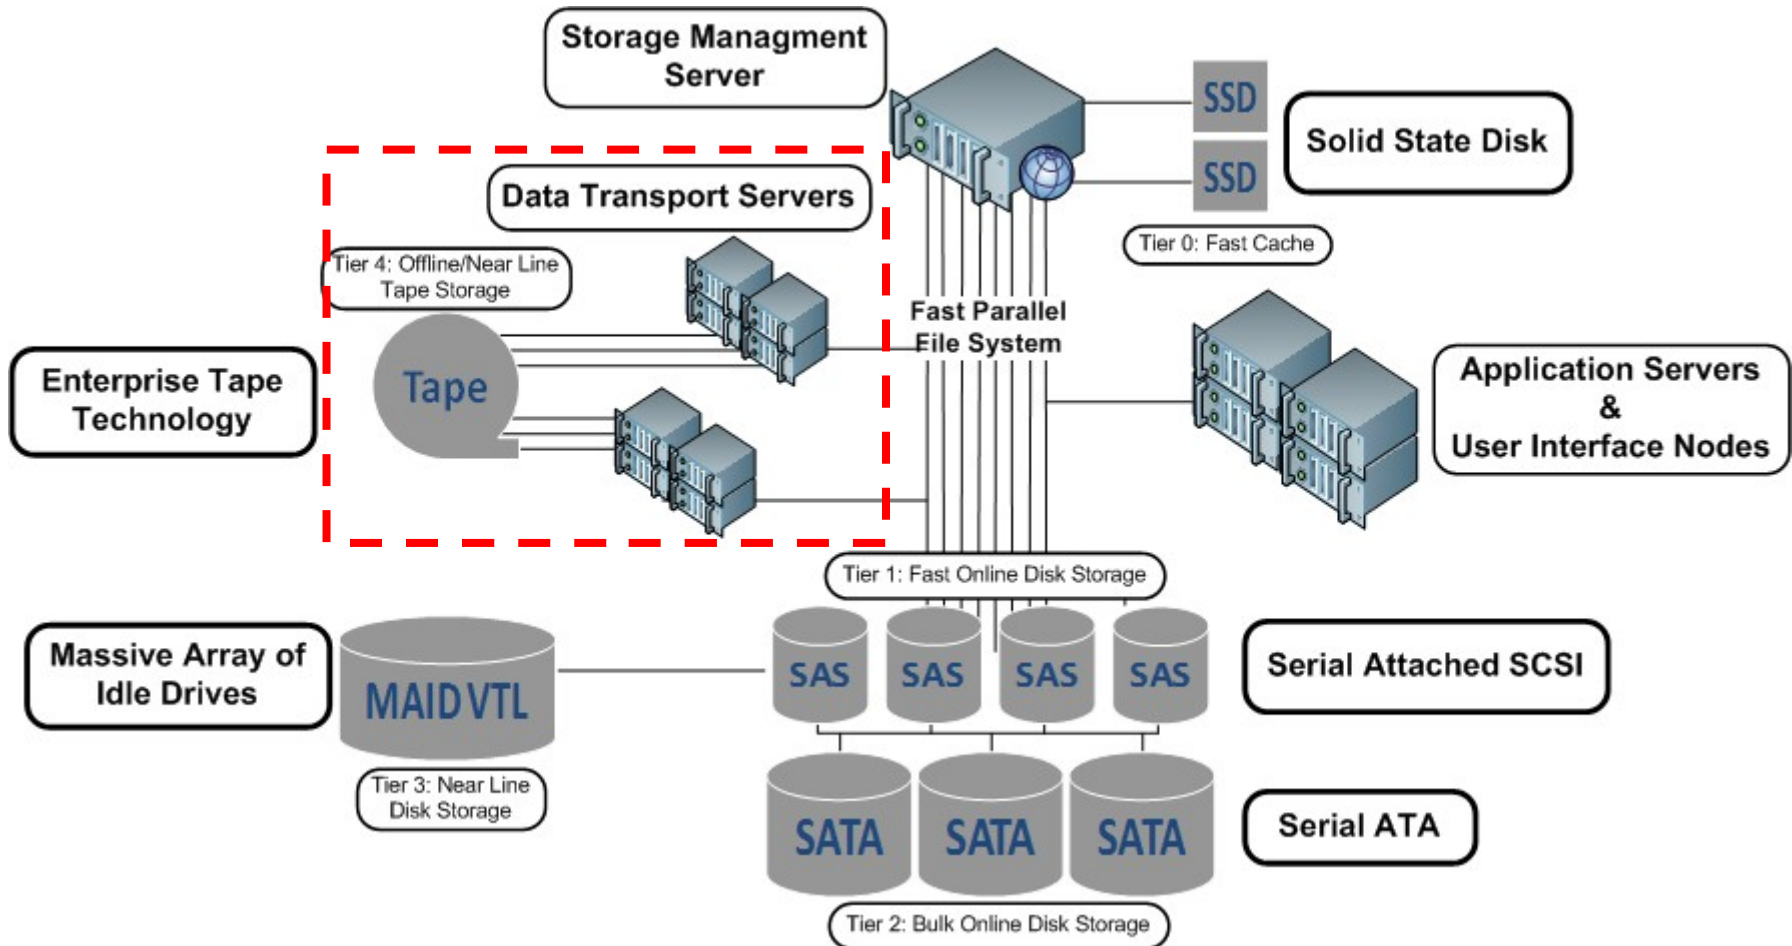 Storage Managment
Server
SSD
SSD
Solid State Disk
Tier 0: Fast Cache
Data Transport Servers
Tier 4: Offline/Near Line
Tape Storage
Tape
Enterprise Tape
Technology
Fast Parallel
File System
Application Servers
&
User Interface Nodes
Tier 1: Fast Online Disk Storage
Massive Array of
Idle Drives
MAID VTL
Tier 3: Near Line
Disk Storage
SAS
SAS
SAS
SAS
Serial Attached SCSI
SATA
SATA
SATA
Serial ATA
Tier 2: Bulk Online Disk Storage